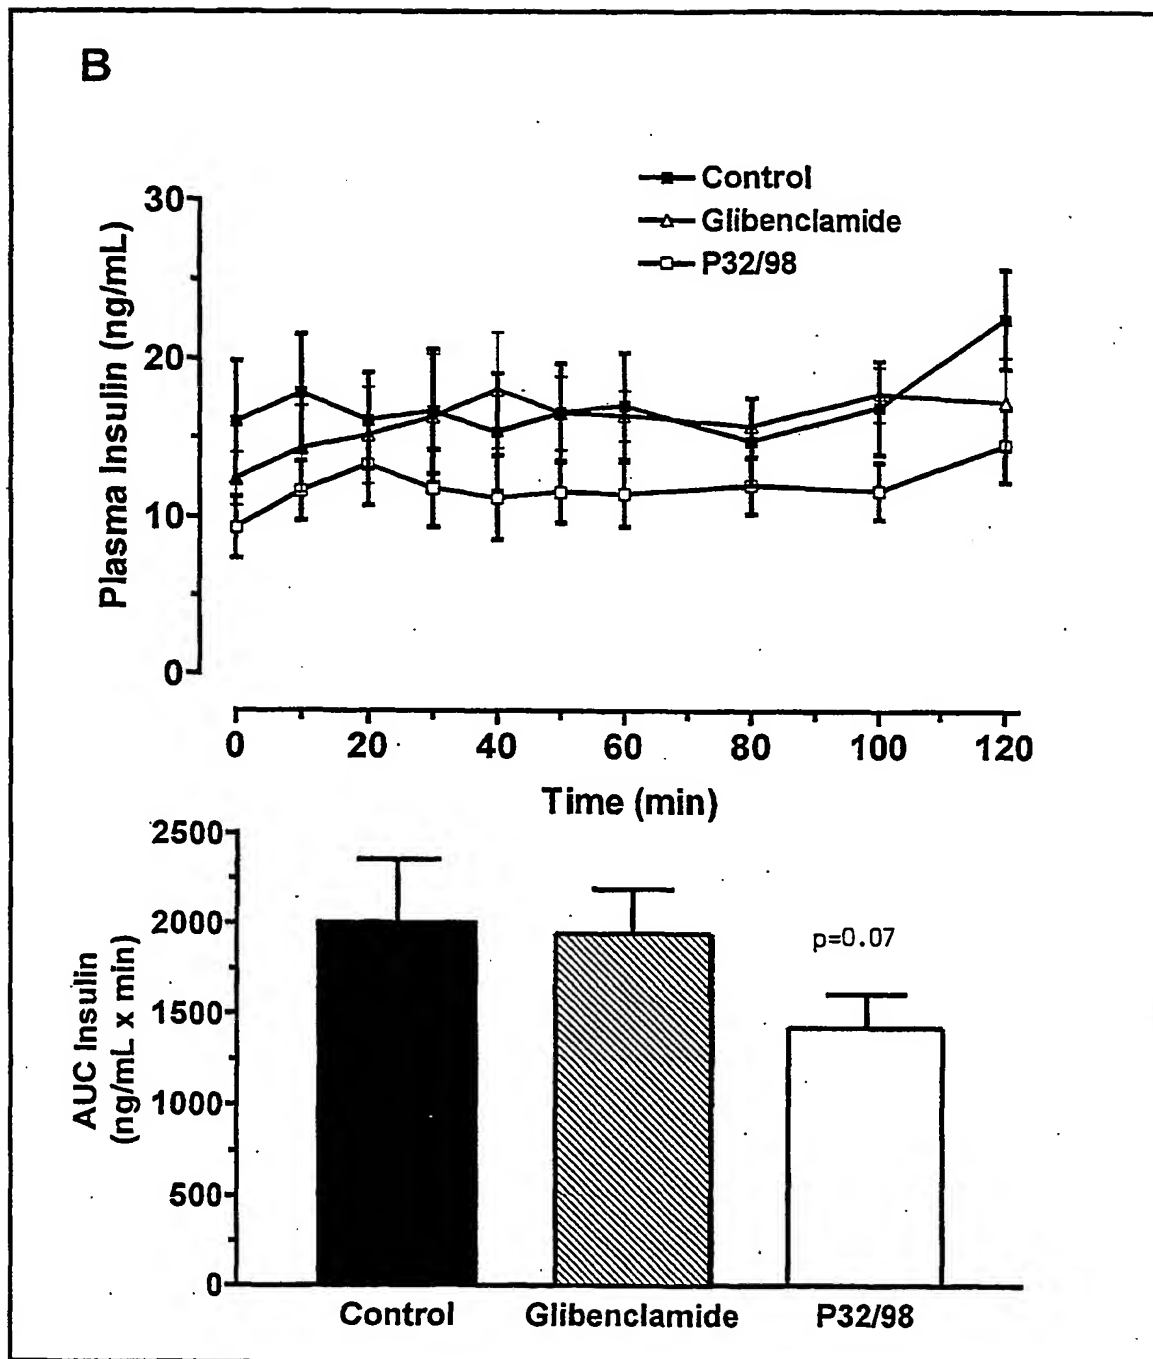 B
Control
Glibenclamide
P32/98
30
20
10
0
Plasma Insulin (ng/mL)
0 20 40 60 80 100 120
Time (min)
2500
2000
1500
1000
500
0
AUC Insulin
(ng/mL x min)
p=0.07
Control Glibenclamide P32/98